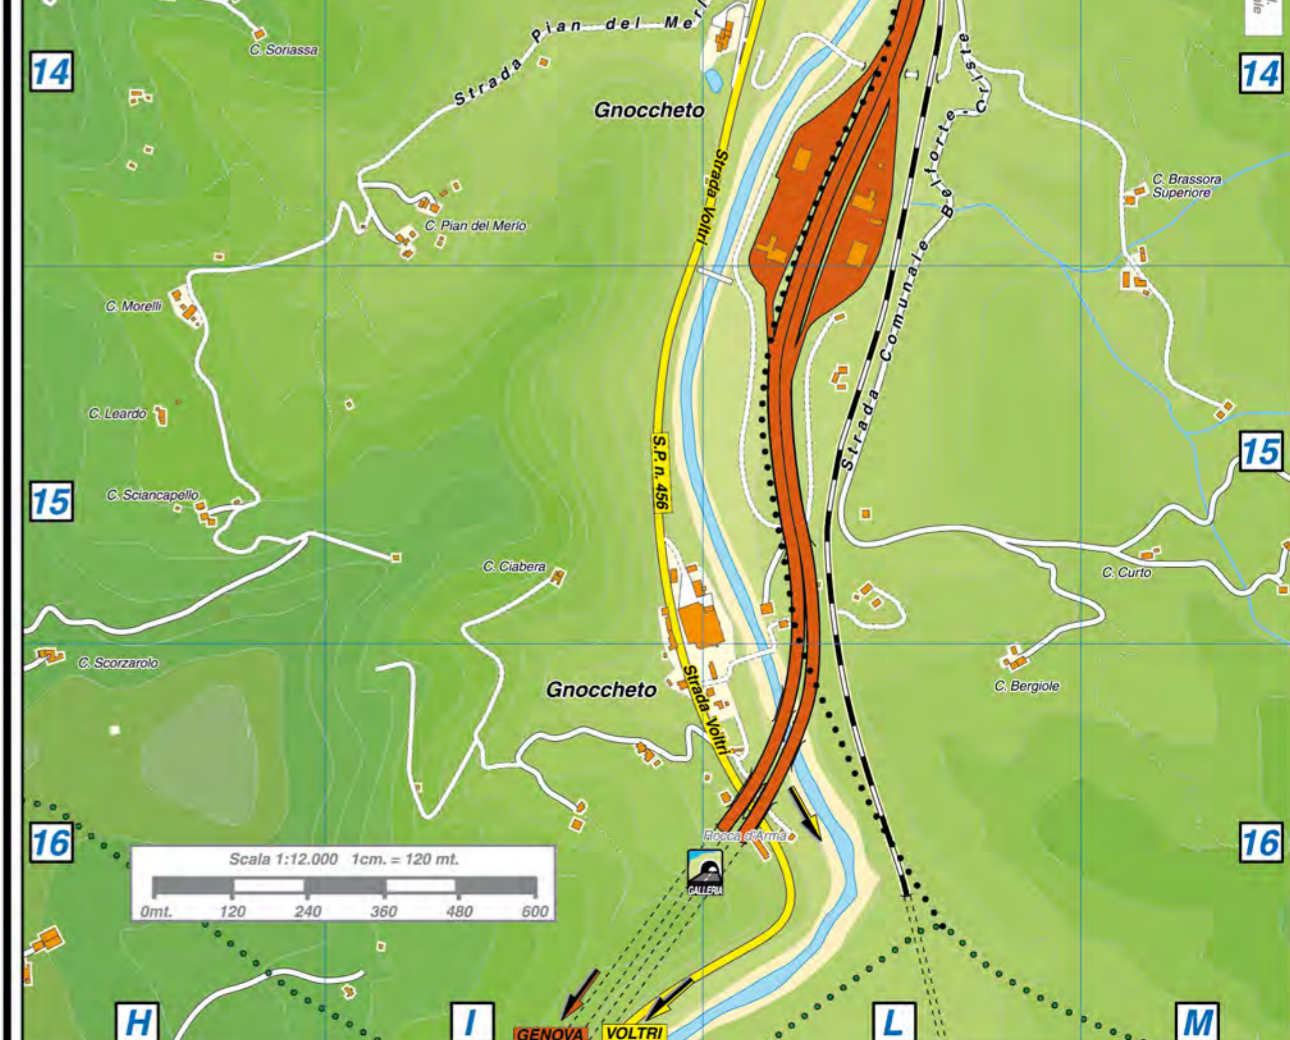 14
C. Soriassa
Strada Pian del Merl
14
Gnoccheto
Strada Voltri
C. Brassora
Superiore
C. Pian del Merlo
C. Morelli
Strada Comunale Belforte Criste
C. Leardo
S.P. n. 456
15
C. Sciancapello
15
C. Ciabera
C. Curto
C. Scorzarolo
Gnoccheto
Strada Voltri
C. Bergiole
16
Rocca d'Arma
16
Scala 1:12.000 1cm. = 120 mt.
0mt. 120 240 360 480 600
GALLERIA
H
I
GENOVA
VOLTRI
L
M